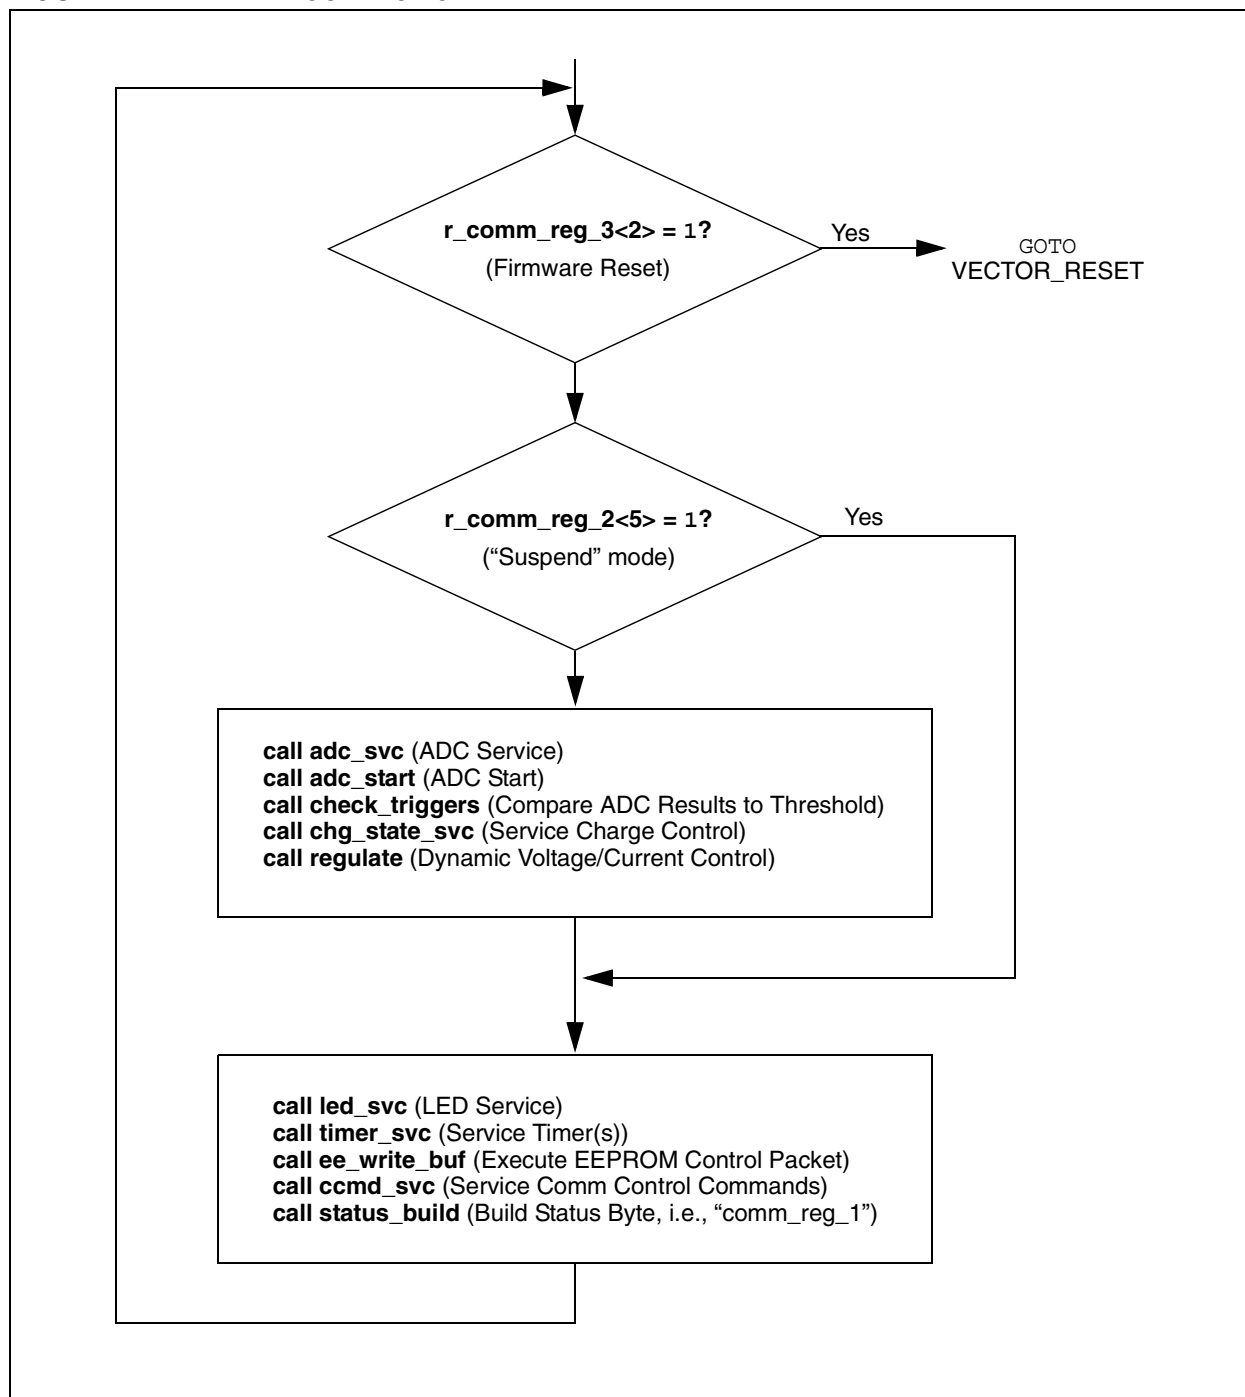 r_comm_reg_3<2> = 1?
(Firmware Reset)
Yes
GOTO
VECTOR_RESET
r_comm_reg_2<5> = 1?
(“Suspend” mode)
Yes
call adc_svc (ADC Service)
call adc_start (ADC Start)
call check_triggers (Compare ADC Results to Threshold)
call chg_state_svc (Service Charge Control)
call regulate (Dynamic Voltage/Current Control)
call led_svc (LED Service)
call timer_svc (Service Timer(s))
call ee_write_buf (Execute EEPROM Control Packet)
call ccmd_svc (Service Comm Control Commands)
call status_build (Build Status Byte, i.e., “comm_reg_1”)